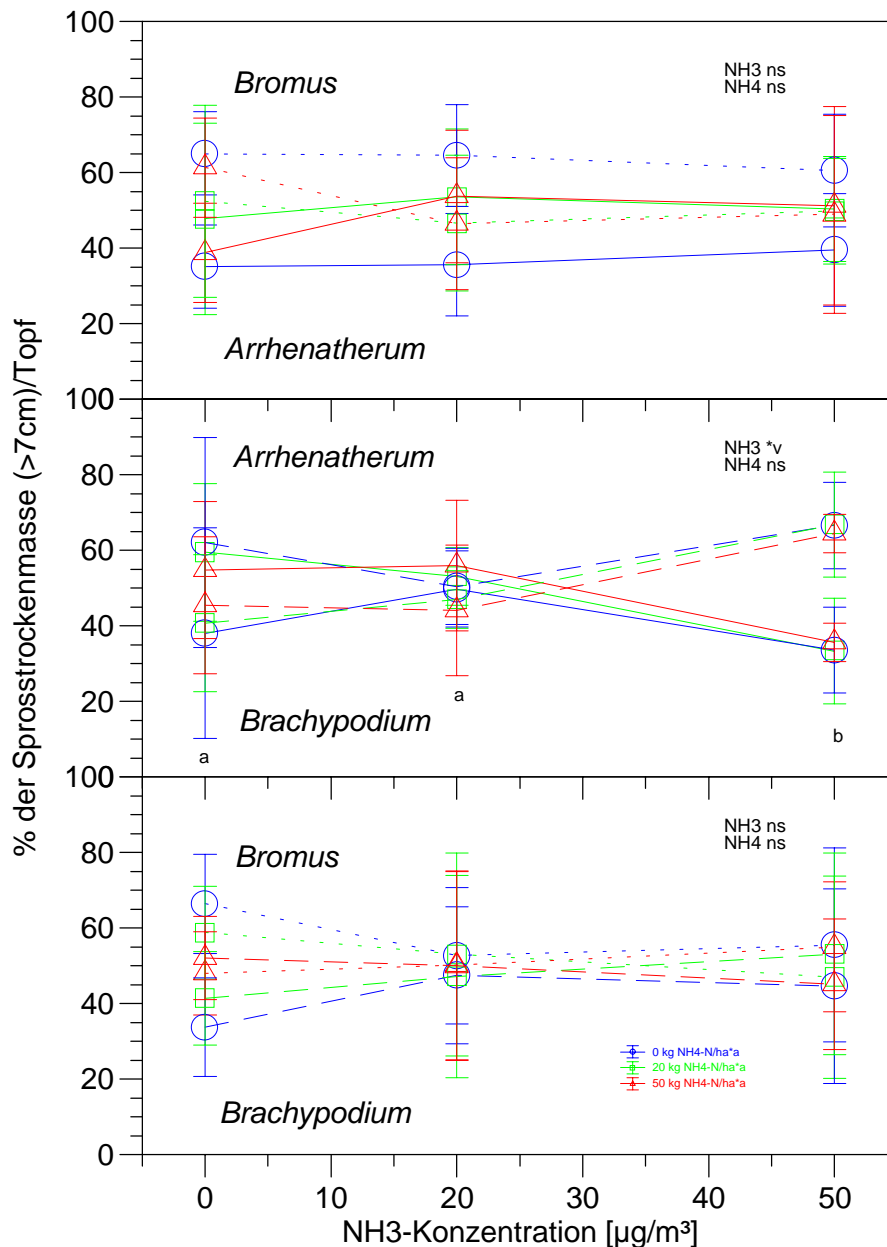 % der Sprosstrockenmasse (>7cm)/Topf
100
80
60
40
20
Bromus
NH3 ns
NH4 ns
Arrhenatherum
0
100
80
60
40
20
Arrhenatherum
NH3 *v
NH4 ns
a
Brachypodium
b
a
0
100
80
60
40
20
0
Bromus
NH3 ns
NH4 ns
0 kg NH4-N/ha*a
20 kg NH4-N/ha*a
50 kg NH4-N/ha*a
Brachypodium
0 10 20 30 40 50
NH3-Konzentration [µg/m³]